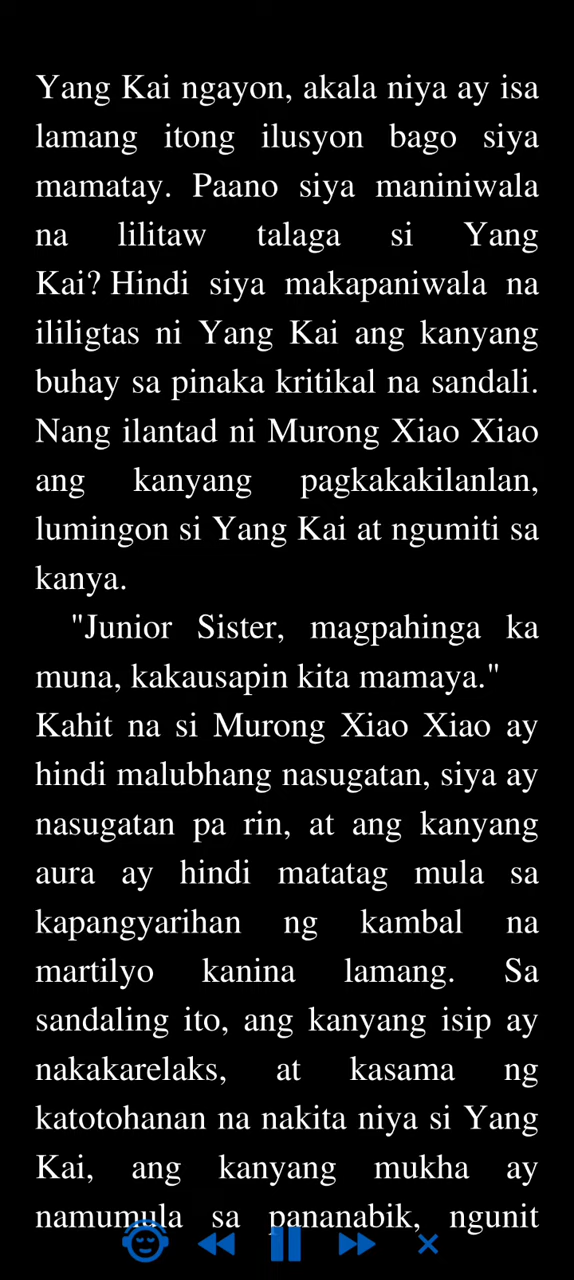 Yang Kai ngayon, akala niya ay isa
lamang itong ilusyon bago siya
mamatay. Paano siya maniniwala
na lilitaw talaga si Yang
Kai? Hindi siya makapaniwala na
ililigtas ni Yang Kai ang kanyang
buhay sa pinaka kritikal na sandali.
Nang ilantad ni Murong Xiao Xiao
ang kanyang pagkakakilanlan,
lumingon si Yang Kai at ngumiti sa
kanya.
"Junior Sister, magpahinga ka
muna, kakausapin kita mamaya."
Kahit na si Murong Xiao Xiao ay
hindi malubhang nasugatan, siya ay
nasugatan pa rin, at ang kanyang
aura ay hindi matatag mula sa
kapangyarihan ng kambal na
martilyo kanina lamang. Sa
sandaling ito, ang kanyang isip ay
nakakarelaks, at kasama ng
katotohanan na nakita niya si Yang
Kai, ang kanyang mukha ay
namumula sa pananabik, ngunit